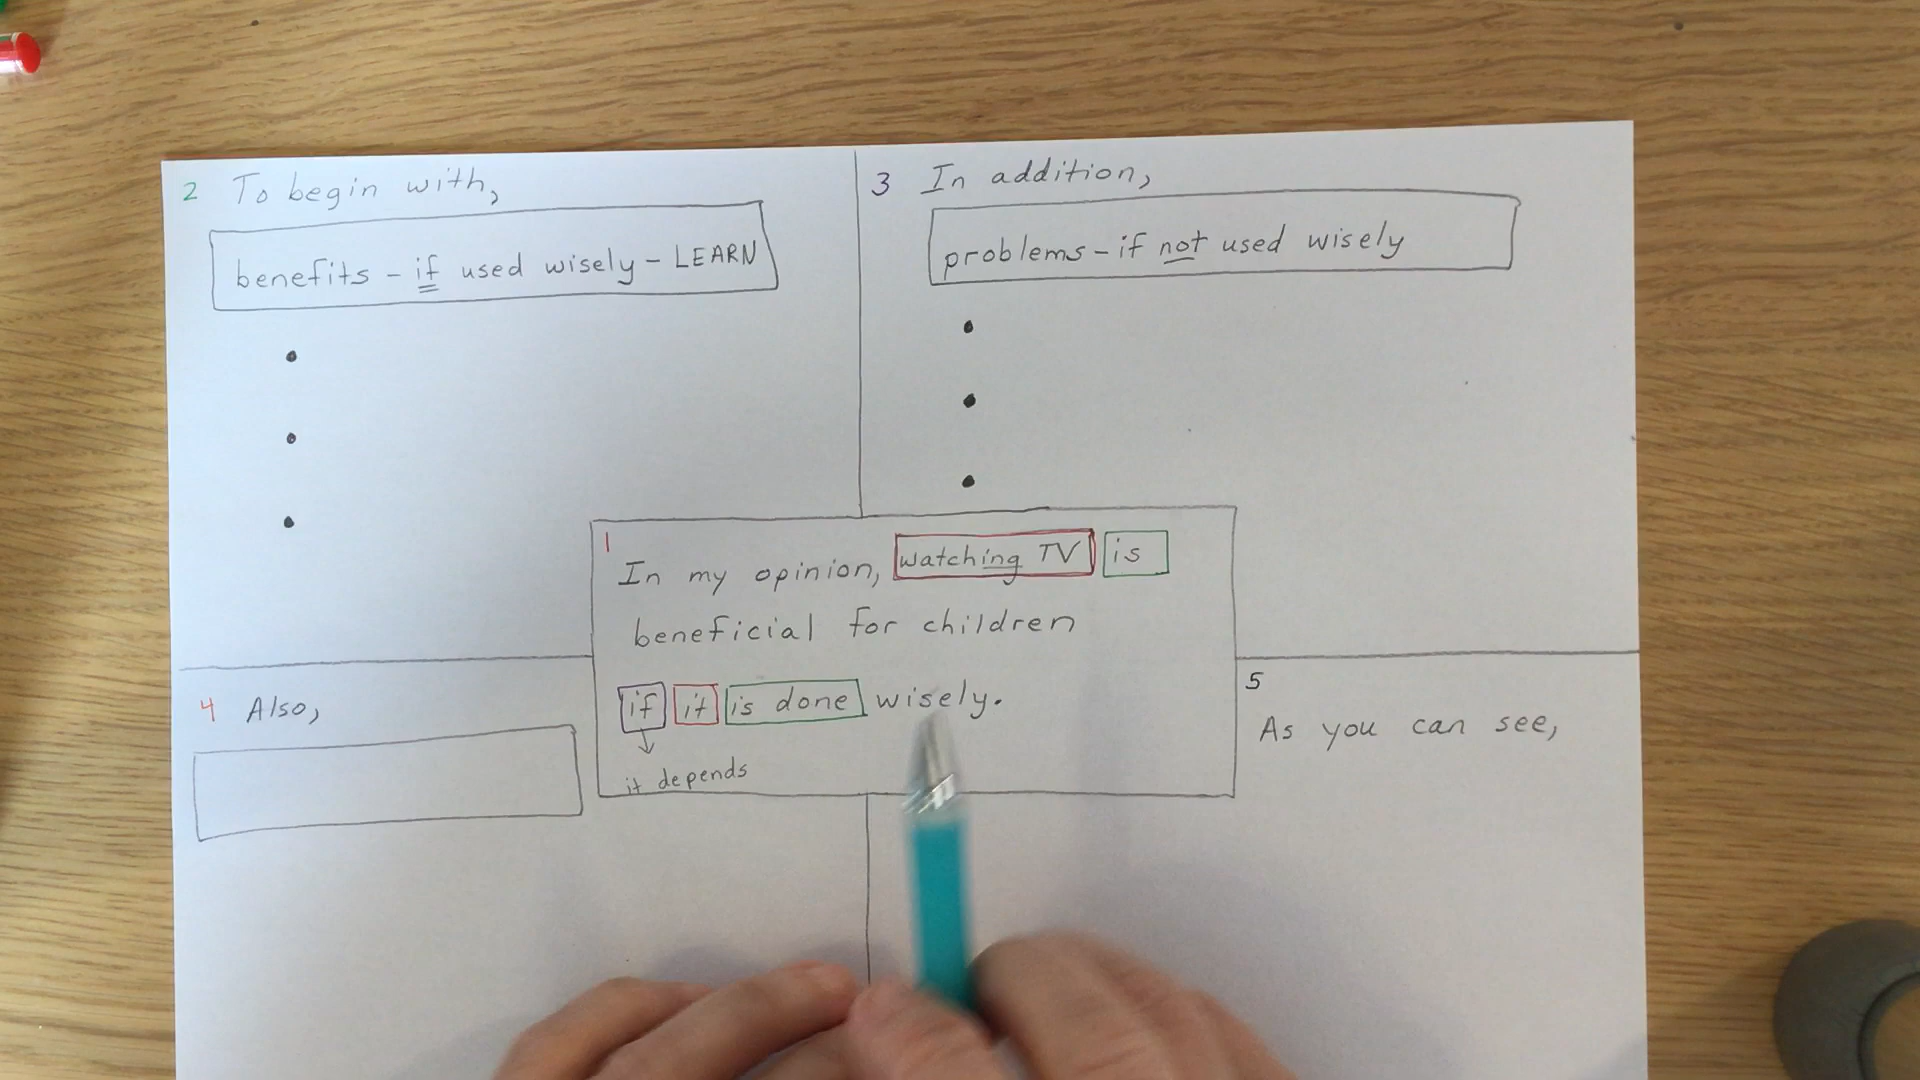 2 To begin with,
benefits - if used wisely - LEARN
3 In addition,
problems - if not used wisely
1
In my opinion, watching TV is
beneficial for children
if it is done wisely.
it depends
4 Also,
5
As you can see,